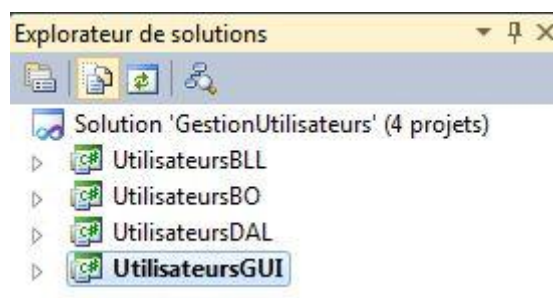 Explorateur de solutions
Solution 'GestionUtilisateurs' (4 projets)
UtilisateursBLL
UtilisateursBO
UtilisateursDAL
UtilisateursGUI